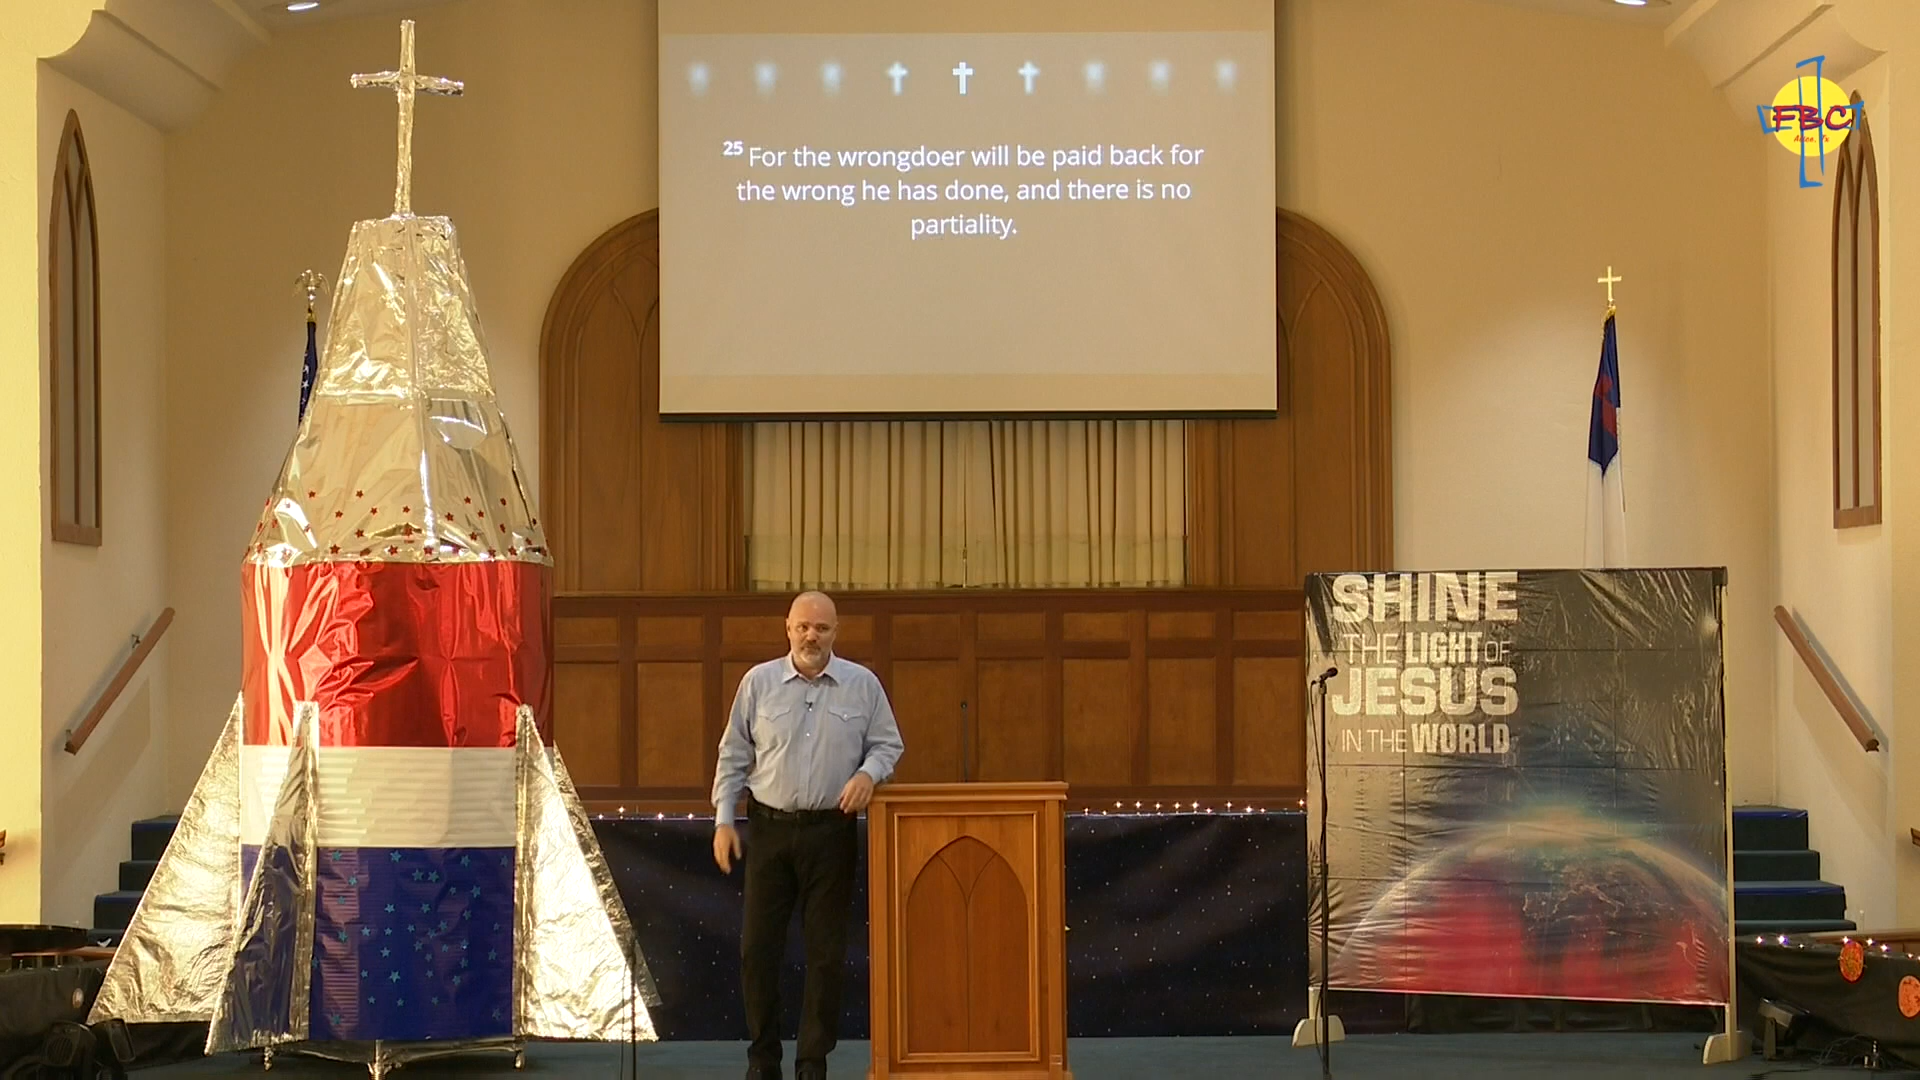 25 For the wrongdoer will be paid back for
the wrong he has done, and there is no
partiality.
FBC
SHINE
THE LIGHT OF
JESUS
IN THE WORLD